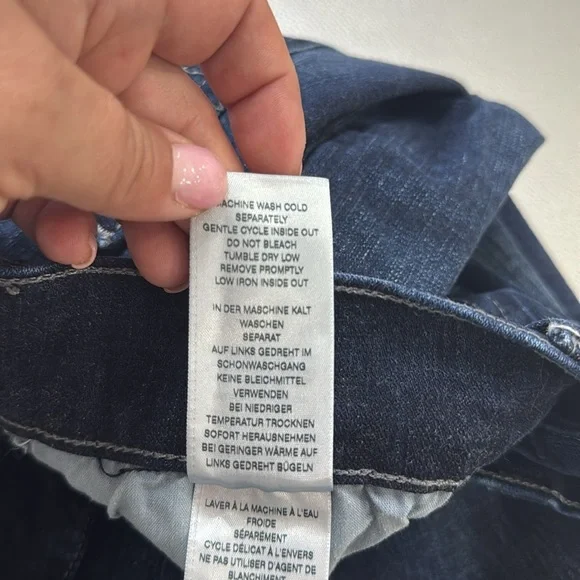 MACHINE WASH COLD
SEPARATELY
GENTLE CYCLE INSIDE OUT
DO NOT BLEACH
TUMBLE DRY LOW
REMOVE PROMPTLY
LOW IRON INSIDE OUT
IN DER MASCHINE KALT
WASCHEN
SEPARAT
AUF LINKS GEDREHT IM
SCHONWASCHGANG
KEINE BLEICHMITTEL
VERWENDEN
BEI NIEDRIGER
TEMPERATUR TROCKNEN
SOFORT HERAUSNEHMEN
BEI GERINGER WÄRME AUF
LINKS GEDREHT BÜGELN
LAVER À LA MACHINE À L'EAU
FROIDE
SÉPARÉMENT
CYCLE DÉLICAT À L'ENVERS
NE PAS UTILISER D'AGENT DE
BLANCHIMENT